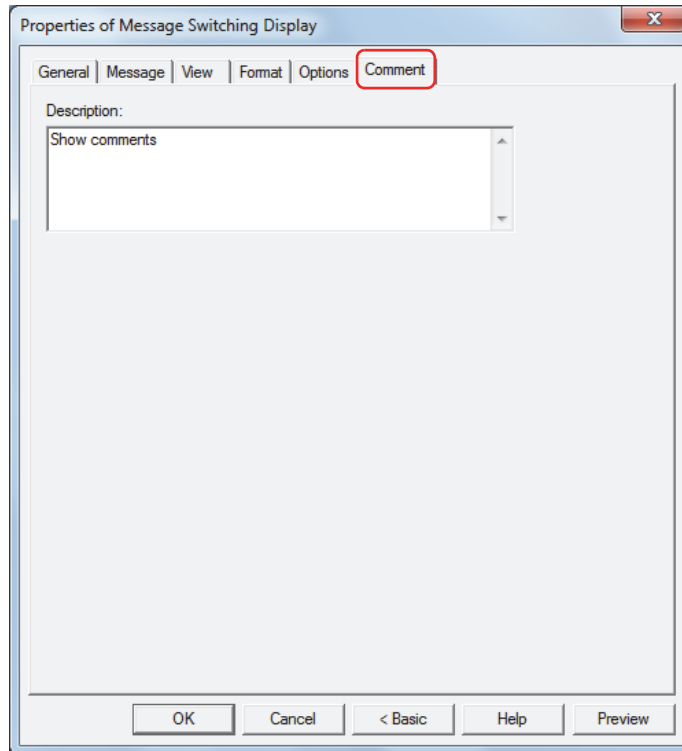 Properties of Message Switching Display
General Message View Format Options Comment
Description:
Show comments
OK Cancel < Basic Help Preview